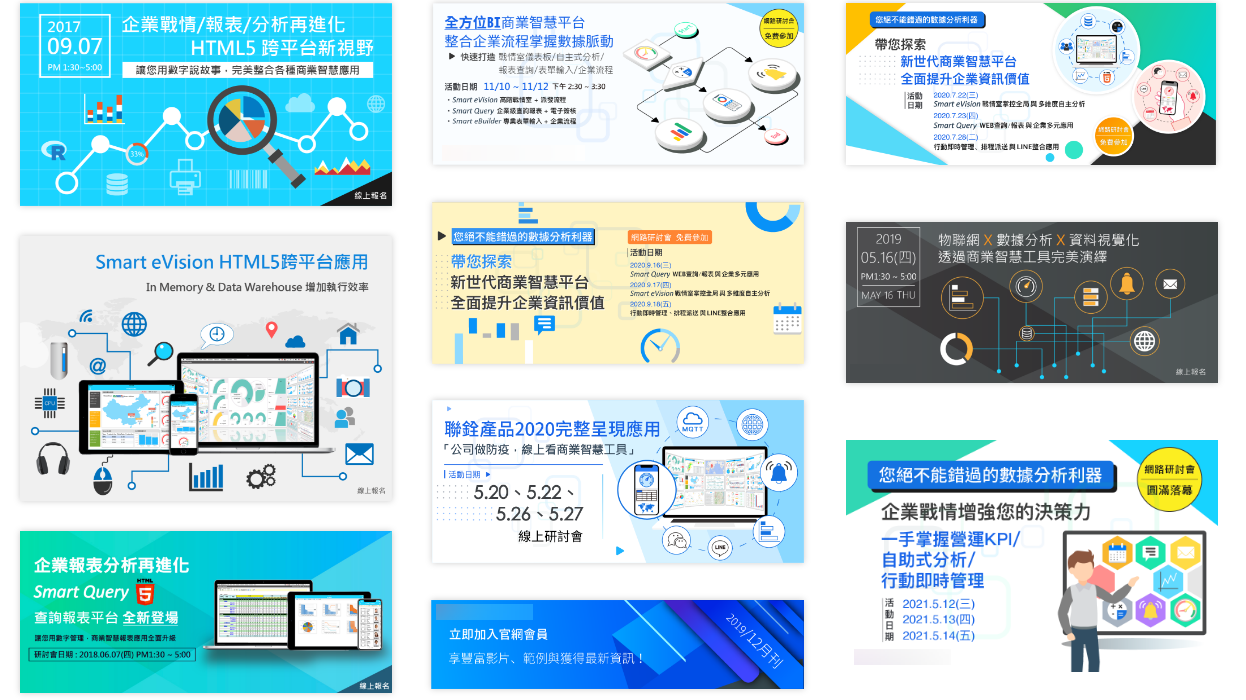 2017
09.07
PM 1:30~5:00
企業戰情/報表/分析再進化
HTML5 跨平台新視野
讓您用數字說故事，完美整合各種商業智慧應用
R
33%
線上報名
Smart eVision HTML5跨平台應用
In Memory & Data Warehouse 增加執行效率
@
CPU
線上報名
企業報表分析再進化
Smart Query
HTML
5
查詢報表平台 全新登場
讓您用數字管理，商業智慧報表應用全面升級
研討會日期 : 2018.06.07(四) PM1:30 ~ 5:00
線上報名
全方位BI商業智慧平台
整合企業流程掌握數據脈動
網路研討會
免費參加
▶ 快速打造 戰情室儀表板/自主式分析/
報表查詢/表單輸入/企業流程
活動日期 11/10 ~ 11/12 下午 2:30 ~ 3:30
・Smart eVision 高階戰情室 + 派發流程
・Smart Query 企業級查詢報表 + 電子簽核
・Smart eBuilder 專業表單輸入 + 企業流程
Start
End
▶ 您絕不能錯過的數據分析利器
帶您探索
新世代商業智慧平台
全面提升企業資訊價值
網路研討會 免費參加
活動日期
2020.9.16(三)
Smart Query WEB查詢/報表 與 企業多元應用
2020.9.17(四)
Smart eVision 戰情室掌控全局 與 多維度自主分析
2020.9.18(五)
行動即時管理、排程派送 與 LINE整合應用
聯銓產品2020完整呈現應用
「公司做防疫，線上看商業智慧工具」
活動日期 ▶
5.20、5.22、
5.26、5.27
線上研討會
MQTT
LINE
立即加入官網會員
享豐富影片、範例與獲得最新資訊！
2019/12月刊
您絕不能錯過的數據分析利器
帶您探索
新世代商業智慧平台
全面提升企業資訊價值
活動
日期
2020.7.22(三)
Smart eVision 戰情室掌控全局 與 多維度自主分析
2020.7.23(四)
Smart Query WEB查詢/報表 與 企業多元應用
2020.7.28(二)
行動即時管理、排程派送 與 LINE整合應用
網路研討會
免費參加
2019
05.16(四)
PM1:30 ~ 5:00
MAY 16 THU
物聯網 X 數據分析 X 資料視覺化
透過商業智慧工具完美演繹
線上報名
您絕不能錯過的數據分析利器
網路研討會
圓滿落幕
企業戰情增強您的決策力
一手掌握營運KPI/
自助式分析/
行動即時管理
活動日期
2021.5.12(三)
2021.5.13(四)
2021.5.14(五)